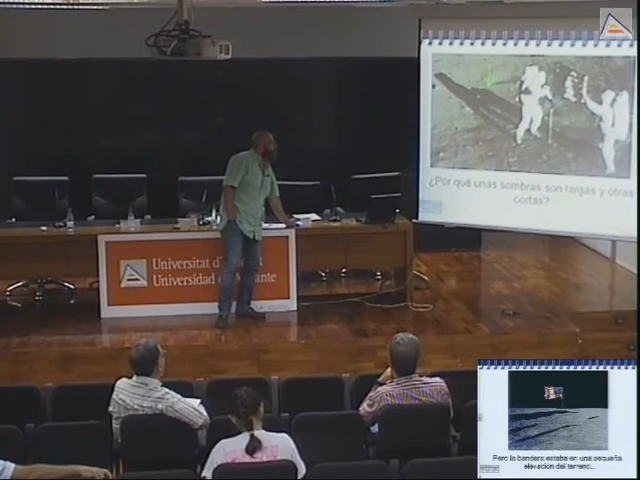 ¿Por qué unas sombras son largas y otras
cortas?
Universitat d'
Universidad de Alicante
Pero la bandera estaba en una pequeña
elevación del terreno...